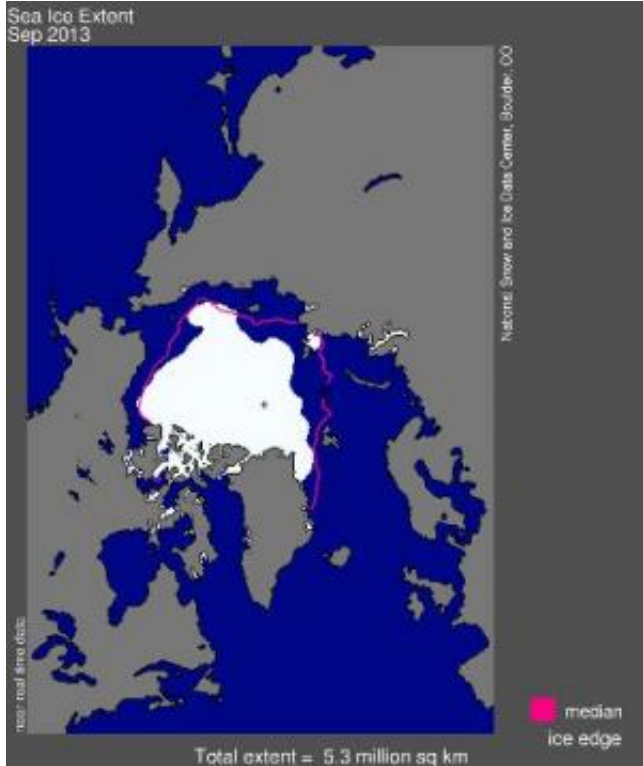 Sea Ice Extent
Sep 2013
National Snow and Ice Data Center, Boulder, CO
near real time data
median
ice edge
Total extent = 5.3 million sq km